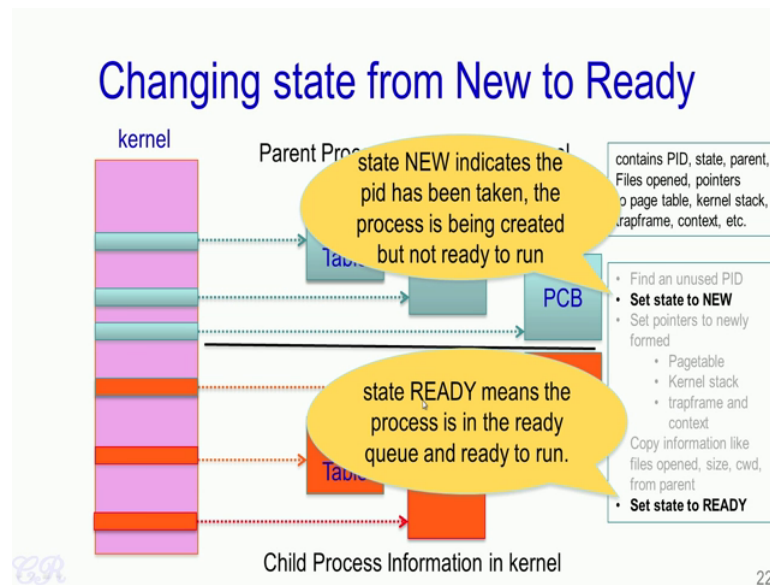 Changing state from New to Ready
kernel
Parent
state NEW indicates the
pid has been taken, the
process is being created
but not ready to run
contains PID, state, parent,
Files opened, pointers
to page table, kernel stack,
trapframe, context, etc.
PCB
• Find an unused PID
• Set state to NEW
• Set pointers to newly
formed
• Pagetable
• Kernel stack
• trapframe and
context
Copy information like
files opened, size, cwd,
from parent
• Set state to READY
state READY means the
process is in the ready
queue and ready to run.
Child Process Information in kernel
CR
22